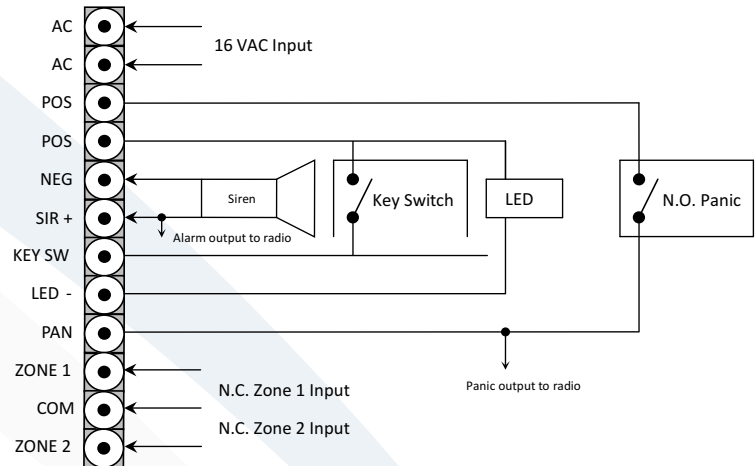 AC
16 VAC Input
AC
POS
POS
NEG
Siren
Key Switch
LED
N.O. Panic
SIR +
Alarm output to radio
KEY SW
LED -
PAN
Panic output to radio
ZONE 1
N.C. Zone 1 Input
COM
N.C. Zone 2 Input
ZONE 2